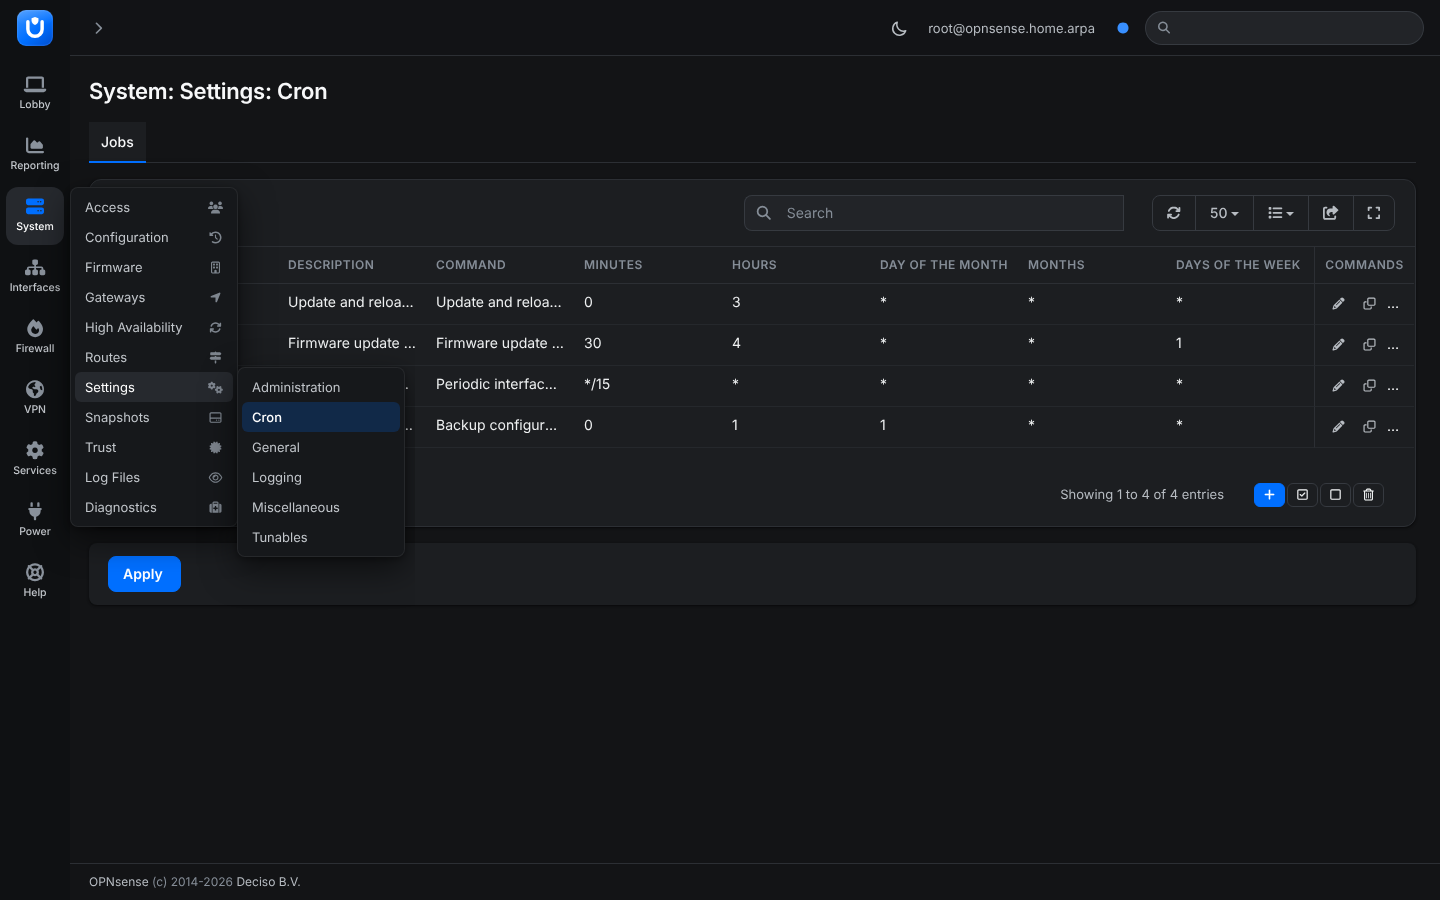 root@opnsense.home.arpa
Lobby
Reporting
System
Interfaces
Firewall
VPN
Services
Power
Help
System: Settings: Cron
Jobs
Access
Configuration
Firmware
Gateways
High Availability
Routes
Settings
Snapshots
Trust
Log Files
Diagnostics
Administration
Cron
General
Logging
Miscellaneous
Tunables
Search
50
DESCRIPTION COMMAND MINUTES HOURS DAY OF THE MONTH MONTHS DAYS OF THE WEEK COMMANDS
Update and reloa... Update and reloa... 0 3 * * * ...
Firmware update ... Firmware update ... 30 4 * * 1 ...
. Periodic interfac... */15 * * * * ...
.. Backup configur... 0 1 1 * * ...
Showing 1 to 4 of 4 entries
Apply
OPNsense (c) 2014-2026 Deciso B.V.